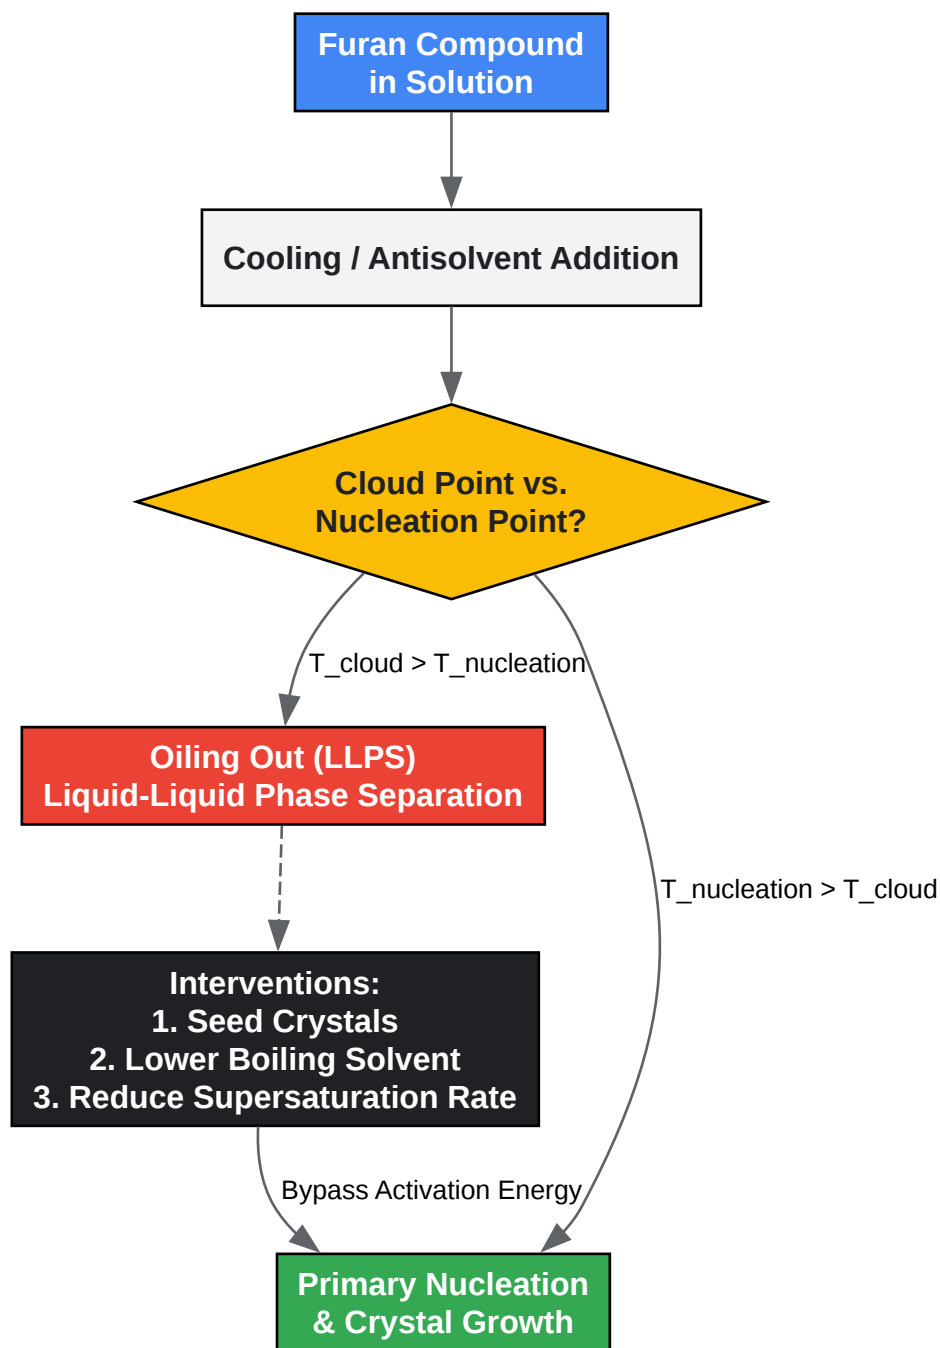 Furan Compound
in Solution
Cooling / Antisolvent Addition
Cloud Point vs.
Nucleation Point?
T_cloud > T_nucleation
Oiling Out (LLPS)
Liquid-Liquid Phase Separation
T_nucleation > T_cloud
Interventions:
1. Seed Crystals
2. Lower Boiling Solvent
3. Reduce Supersaturation Rate
Bypass Activation Energy
Primary Nucleation
& Crystal Growth